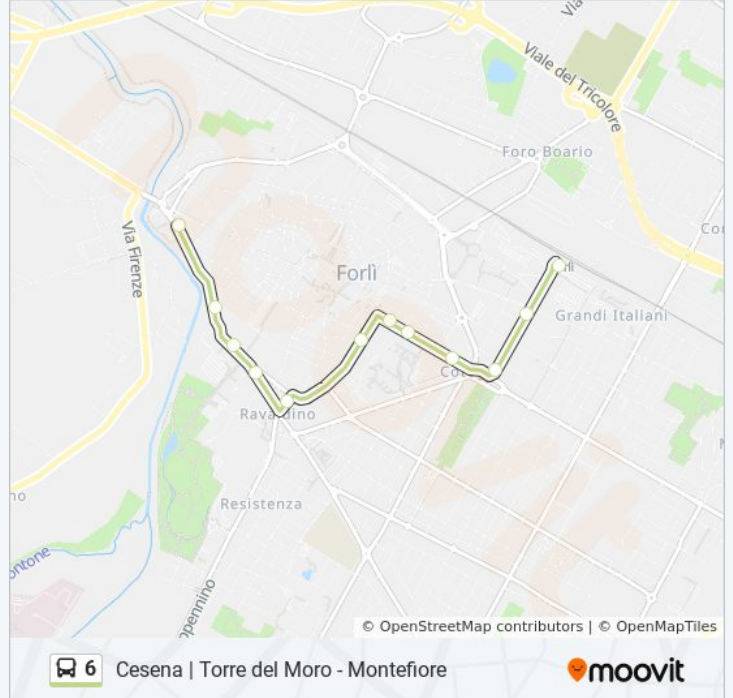 Via
Viale del Tricolore
Foro Boario
Via Firenze
Forlì
Grandi Italiani
Ravaldino
Resistenza
© OpenStreetMap contributors | © OpenMapTiles
6 Cesena | Torre del Moro - Montefiore
moovit